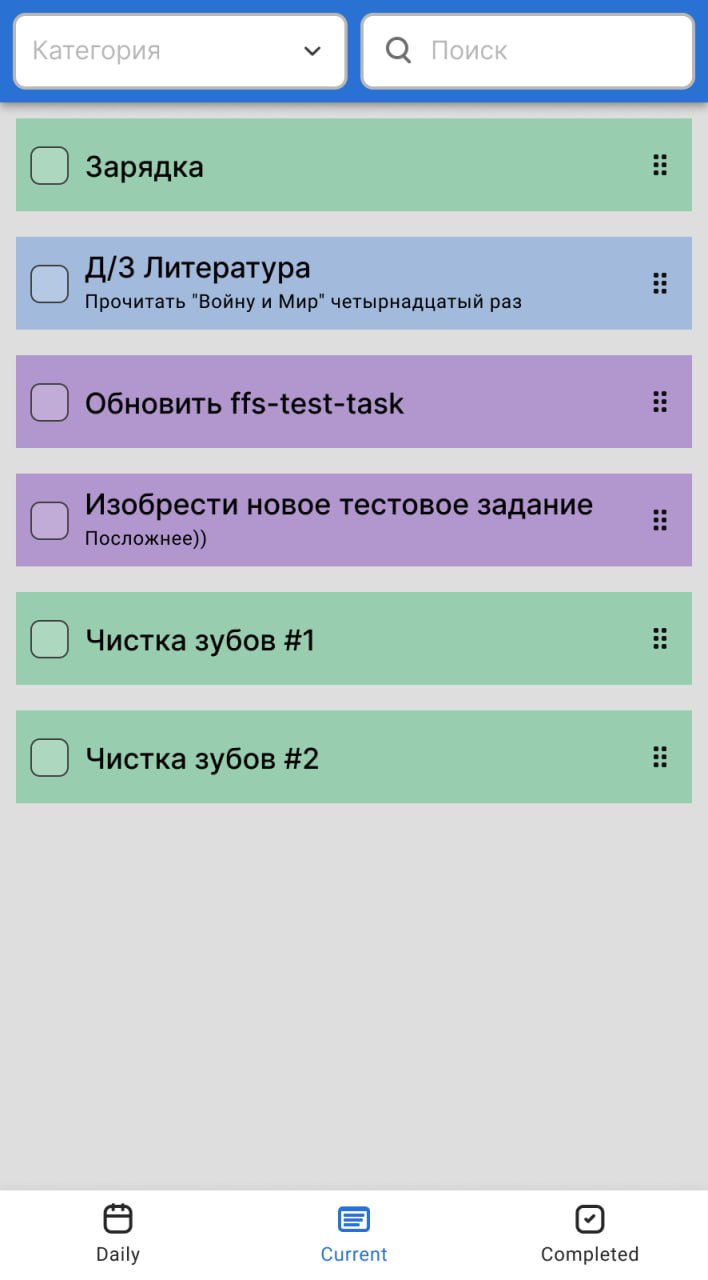 Категория
Поиск
Зарядка
Д/З Литература
Прочитать "Войну и Мир" четырнадцатый раз
Обновить ffs-test-task
Изобрести новое тестовое задание
Посложнее))
Чистка зубов #1
Чистка зубов #2
Daily
Current
Completed